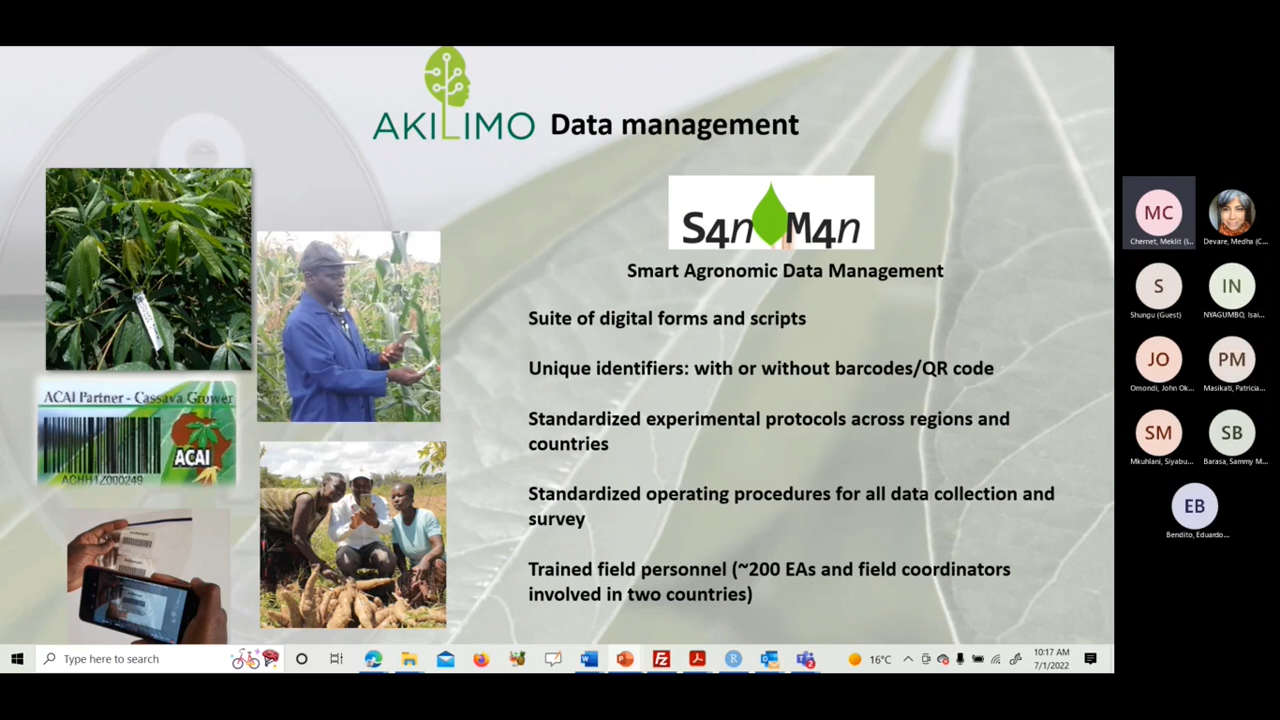 AKILIMO Data management
S4nM4n
Smart Agronomic Data Management
Suite of digital forms and scripts
Unique identifiers: with or without barcodes/QR code
Standardized experimental protocols across regions and
countries
Standardized operating procedures for all data collection and
survey
Trained field personnel (~200 EAs and field coordinators
involved in two countries)
ACAI Partner - Cassava Grower
ACAI
ACHH1Z000249
MC
Chernet, Meklit (I...
Devare, Medha (C...
S
Shungu (Guest)
IN
NYAGUMBO, Isai...
JO
Omondi, John Ok...
PM
Masikati, Patricia...
SM
Mkuhlani, Siyabu...
SB
Barasa, Sammy M...
EB
Bendito, Eduardo...
Type here to search
16°C
10:17 AM
7/1/2022